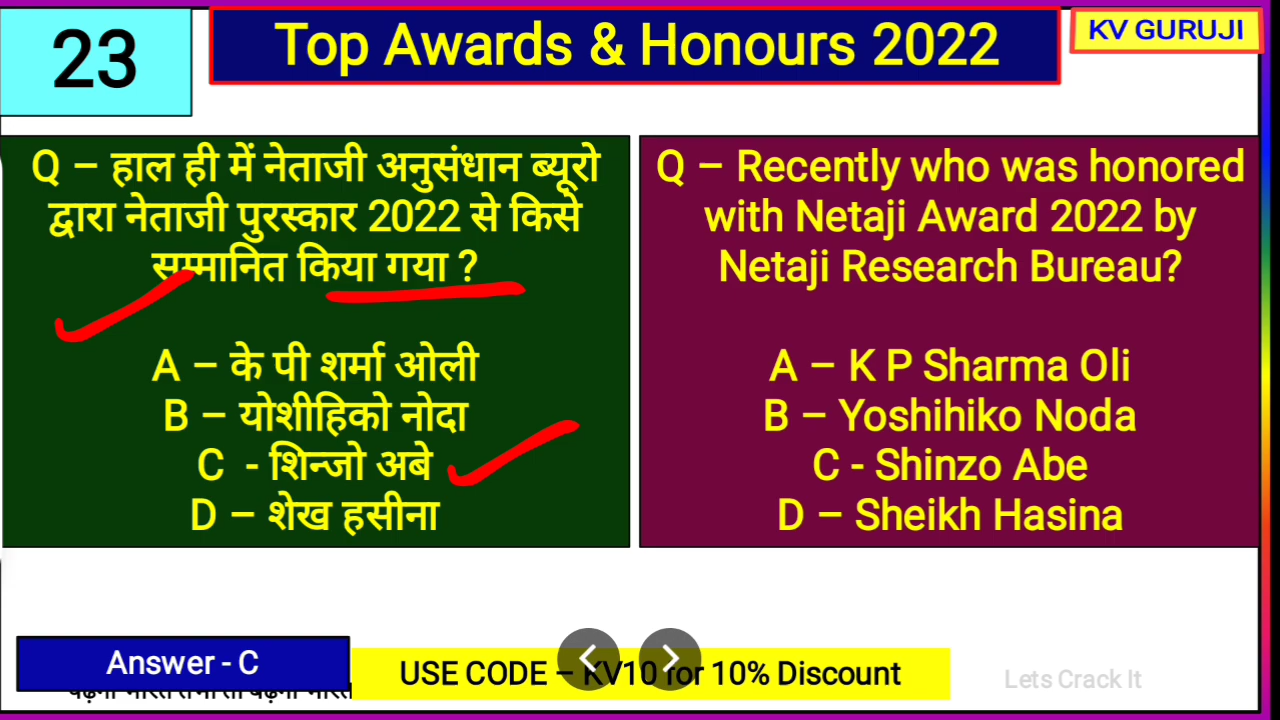 23
Top Awards & Honours 2022
KV GURUJI
Q – हाल ही में नेताजी अनुसंधान ब्यूरो
द्वारा नेताजी पुरस्कार 2022 से किसे
सम्मानित किया गया ?
A – के पी शर्मा ओली
B – योशीहिको नोदा
C - शिन्जो अबे
D – शेख हसीना
Q – Recently who was honored
with Netaji Award 2022 by
Netaji Research Bureau?
A – K P Sharma Oli
B – Yoshihiko Noda
C - Shinzo Abe
D – Sheikh Hasina
Answer - C
USE CODE – KV10 for 10% Discount
Lets Crack It